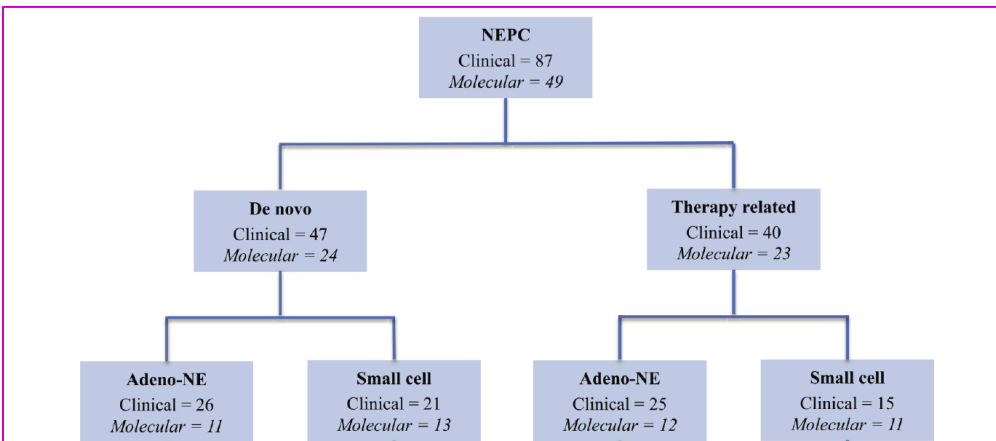 NEPC
Clinical = 87
Molecular = 49
De novo
Clinical = 47
Molecular = 24
Therapy related
Clinical = 40
Molecular = 23
Adeno-NE
Clinical = 26
Molecular = 11
Small cell
Clinical = 21
Molecular = 13
Adeno-NE
Clinical = 25
Molecular = 12
Small cell
Clinical = 15
Molecular = 11